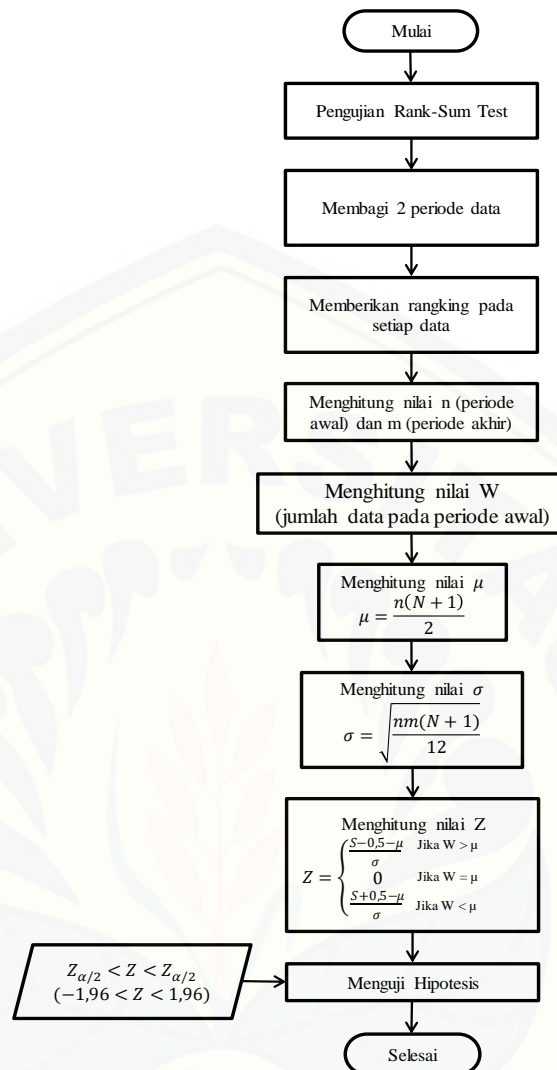 Mulai
Pengujian Rank-Sum Test
Membagi 2 periode data
Memberikan rangking pada
setiap data
Menghitung nilai n (periode
awal) dan m (periode akhir)
Menghitung nilai W
(jumlah data pada periode awal)
Menghitung nilai μ
μ = n(N + 1)/2
Menghitung nilai σ
σ = √(nm(N + 1)/12)
Menghitung nilai Z
Z = { (S−0,5−μ)/σ Jika W > μ
0 Jika W = μ
(S+0,5−μ)/σ Jika W < μ
Z_{α/2} < Z < Z_{α/2}
(−1,96 < Z < 1,96)
Menguji Hipotesis
Selesai